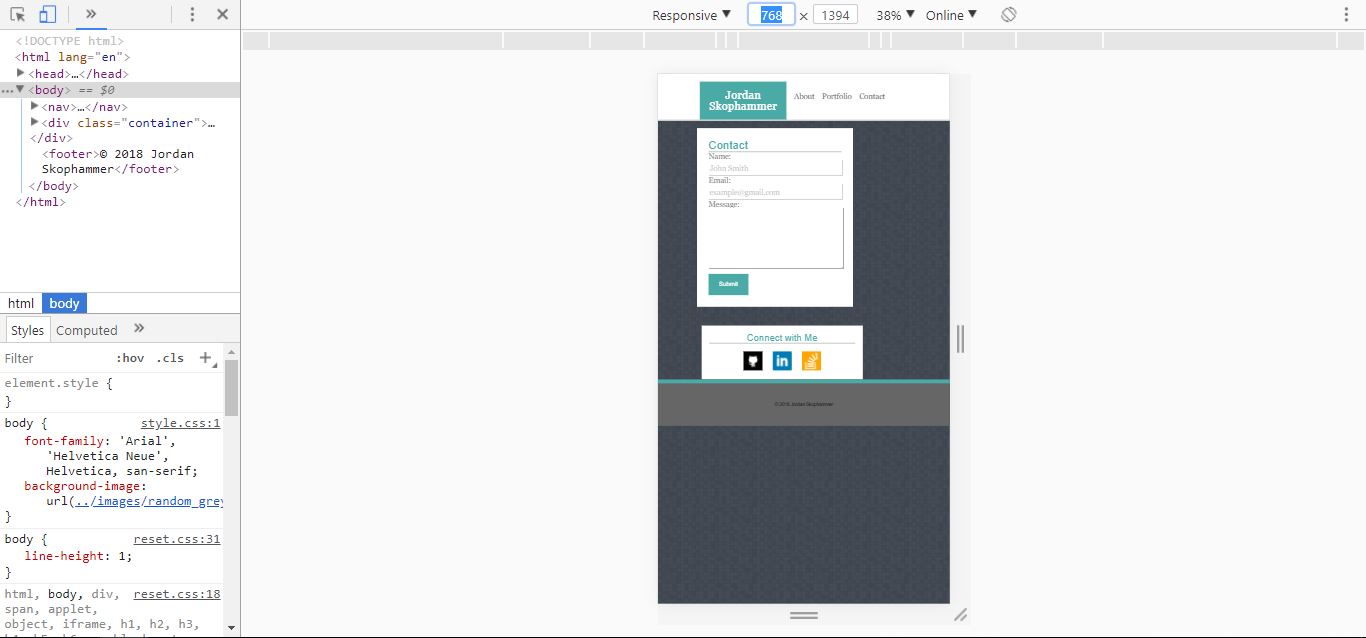 Responsive ▼ 768 × 1394 38% ▼ Online ▼
<!DOCTYPE html>
<html lang="en">
▶<head>…</head>
…▼<body> == $0
▶<nav>…</nav>
▶<div class="container">…
</div>
<footer>© 2018 Jordan
Skophammer</footer>
</body>
</html>
html body
Styles Computed »
Filter :hov .cls +
element.style {
}
body { style.css:1
font-family: 'Arial',
'Helvetica Neue',
Helvetica, san-serif;
background-image:
url(../images/random_grey
}
body { reset.css:31
line-height: 1;
}
html, body, div, reset.css:18
span, applet,
object, iframe, h1, h2, h3,
Jordan
Skophammer
About Portfolio Contact
Contact
Name:
John Smith
Email:
example@gmail.com
Message:
Submit
Connect with Me
in
© 2018 Jordan Skophammer